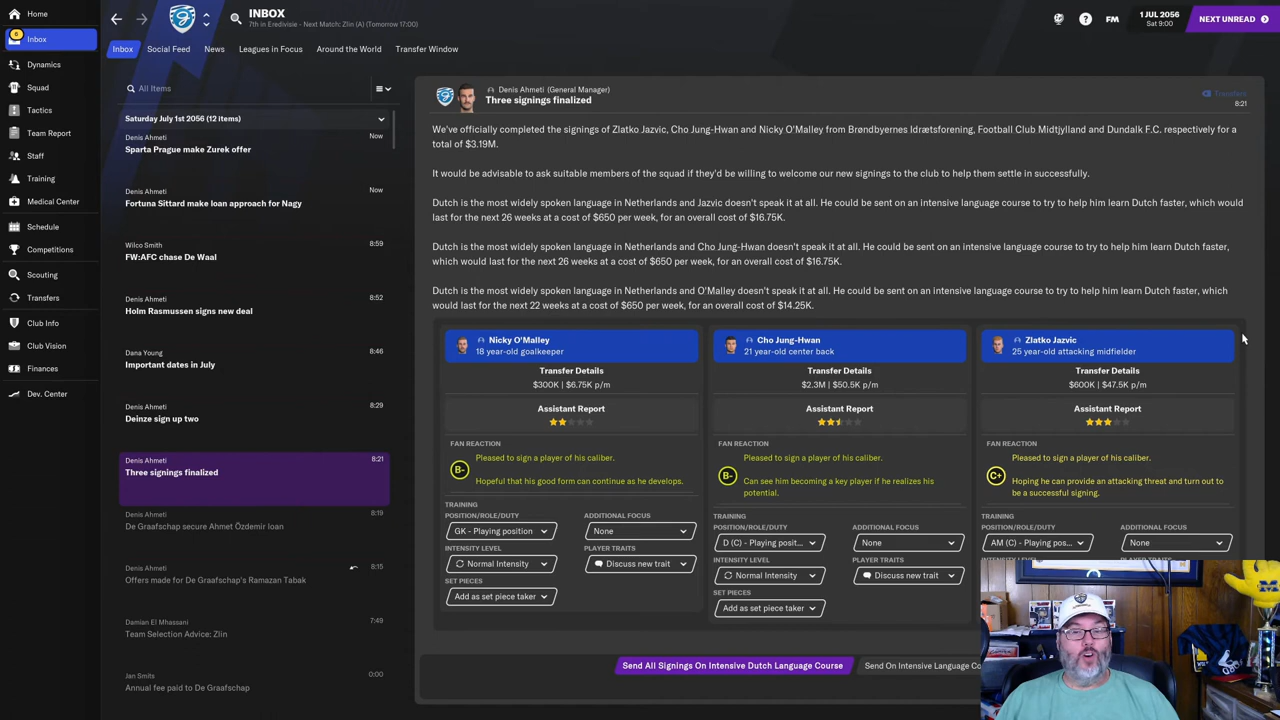 Home
INBOX
7th in Eredivisie - Next Match: Zlin (A) (Tomorrow 17:00)
FM
1 JUL 2056
Sat 9:00
NEXT UNREAD
6
Inbox
Dynamics
Squad
Tactics
Team Report
Staff
Training
Medical Center
Schedule
Competitions
Scouting
Transfers
Club Info
Club Vision
Finances
Dev. Center
Inbox
Social Feed
News
Leagues in Focus
Around the World
Transfer Window
All Items
Saturday July 1st 2056 (12 items)
Denis Ahmeti
Now
Sparta Prague make Zurek offer
Denis Ahmeti
Now
Fortuna Sittard make loan approach for Nagy
Wilco Smith
8:59
FW:AFC chase De Waal
Denis Ahmeti
8:52
Holm Rasmussen signs new deal
Dana Young
8:46
Important dates in July
Denis Ahmeti
8:29
Deinze sign up two
Denis Ahmeti
8:21
Three signings finalized
Denis Ahmeti
8:19
De Graafschap secure Ahmet Özdemir loan
Denis Ahmeti
8:15
Offers made for De Graafschap's Ramazan Tabak
Damian El Mhassani
7:49
Team Selection Advice: Zlin
Jan Smits
0:00
Annual fee paid to De Graafschap
Denis Ahmeti (General Manager)
Three signings finalized
Transfers
8:21
We've officially completed the signings of Zlatko Jazvic, Cho Jung-Hwan and Nicky O'Malley from Brøndbyernes Idrætsforening, Football Club Midtjylland and Dundalk F.C. respectively for a
total of $3.19M.
It would be advisable to ask suitable members of the squad if they'd be willing to welcome our new signings to the club to help them settle in successfully.
Dutch is the most widely spoken language in Netherlands and Jazvic doesn't speak it at all. He could be sent on an intensive language course to try to help him learn Dutch faster, which would
last for the next 26 weeks at a cost of $650 per week, for an overall cost of $16.75K.
Dutch is the most widely spoken language in Netherlands and Cho Jung-Hwan doesn't speak it at all. He could be sent on an intensive language course to try to help him learn Dutch faster,
which would last for the next 26 weeks at a cost of $650 per week, for an overall cost of $16.75K.
Dutch is the most widely spoken language in Netherlands and O'Malley doesn't speak it at all. He could be sent on an intensive language course to try to help him learn Dutch faster, which
would last for the next 22 weeks at a cost of $650 per week, for an overall cost of $14.25K.
Nicky O'Malley
18 year-old goalkeeper
Transfer Details
$300K | $6.75K p/m
Assistant Report
FAN REACTION
B-
Pleased to sign a player of his caliber.
Hopeful that his good form can continue as he develops.
TRAINING
POSITION/ROLE/DUTY
ADDITIONAL FOCUS
GK - Playing position
None
INTENSITY LEVEL
PLAYER TRAITS
Normal Intensity
Discuss new trait
SET PIECES
Add as set piece taker
Cho Jung-Hwan
21 year-old center back
Transfer Details
$2.3M | $50.5K p/m
Assistant Report
FAN REACTION
B-
Pleased to sign a player of his caliber.
Can see him becoming a key player if he realizes his
potential.
TRAINING
POSITION/ROLE/DUTY
ADDITIONAL FOCUS
D (C) - Playing posit...
None
INTENSITY LEVEL
PLAYER TRAITS
Normal Intensity
Discuss new trait
SET PIECES
Add as set piece taker
Zlatko Jazvic
25 year-old attacking midfielder
Transfer Details
$600K | $47.5K p/m
Assistant Report
FAN REACTION
C+
Pleased to sign a player of his caliber.
Hoping he can provide an attacking threat and turn out to
be a successful signing.
TRAINING
POSITION/ROLE/DUTY
ADDITIONAL FOCUS
AM (C) - Playing pos...
None
Send All Signings On Intensive Dutch Language Course
Send On Intensive Language Co
M